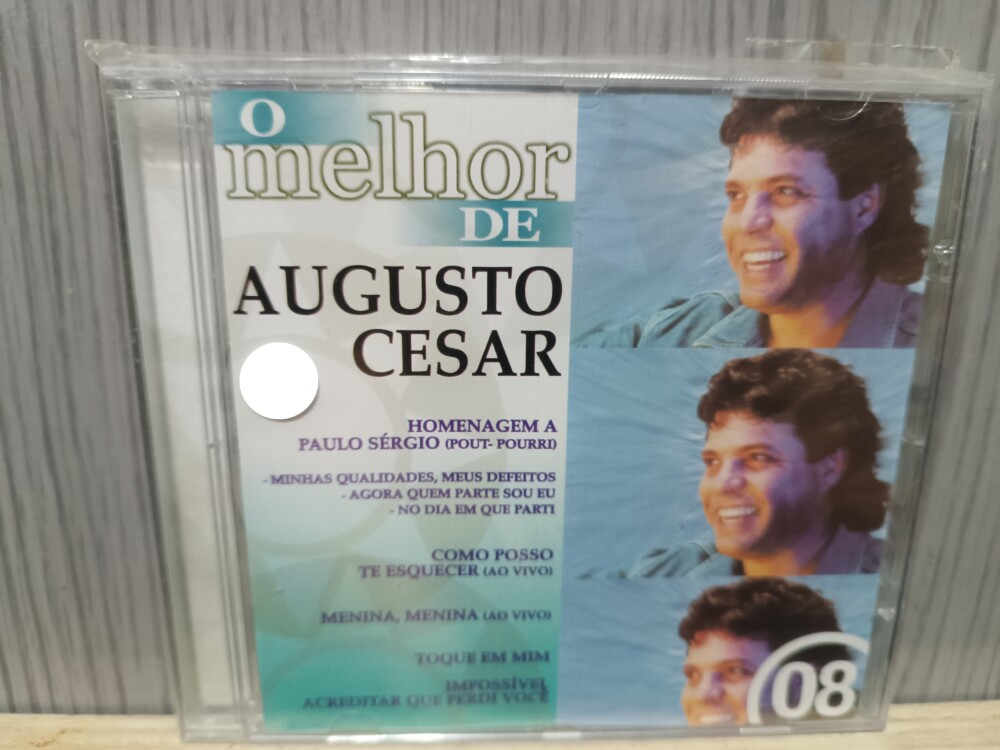 O
melhor
DE
AUGUSTO
CESAR
HOMENAGEM A
PAULO SÉRGIO (POUT- POURRI)
- MINHAS QUALIDADES, MEUS DEFEITOS
- AGORA QUEM PARTE SOU EU
- NO DIA EM QUE PARTI
COMO POSSO
TE ESQUECER (AO VIVO)
MENINA, MENINA (AO VIVO)
TOQUE EM MIM
IMPOSSÍVEL
ACREDITAR QUE PERDI VOCÊ
08